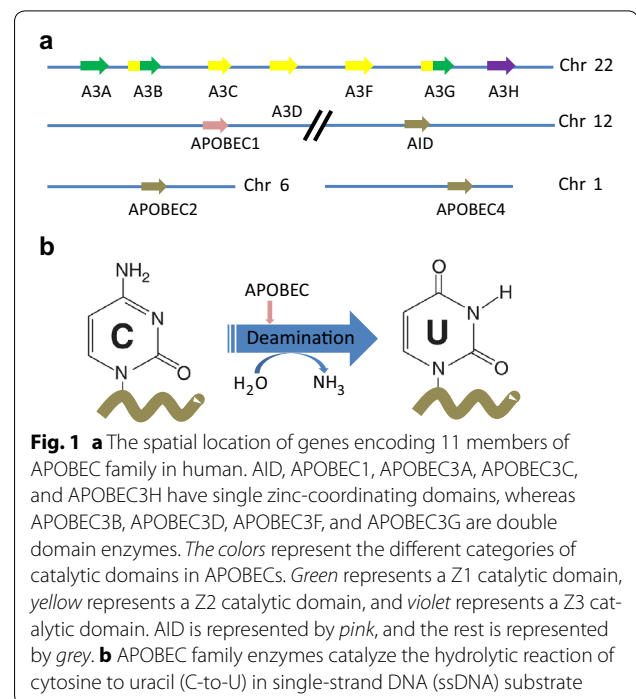 a
Chr 22
A3A A3B A3C A3F A3G A3H
A3D
Chr 12
APOBEC1 AID
Chr 6 Chr 1
APOBEC2 APOBEC4
b
NH₂ O
APOBEC H
C N Deamination U N
N O H₂O NH₃ N O
Fig. 1 a The spatial location of genes encoding 11 members of
APOBEC family in human. AID, APOBEC1, APOBEC3A, APOBEC3C,
and APOBEC3H have single zinc-coordinating domains, whereas
APOBEC3B, APOBEC3D, APOBEC3F, and APOBEC3G are double
domain enzymes. The colors represent the different categories of
catalytic domains in APOBECs. Green represents a Z1 catalytic domain,
yellow represents a Z2 catalytic domain, and violet represents a Z3 cat-
alytic domain. AID is represented by pink, and the rest is represented
by grey. b APOBEC family enzymes catalyze the hydrolytic reaction of
cytosine to uracil (C-to-U) in single-strand DNA (ssDNA) substrate